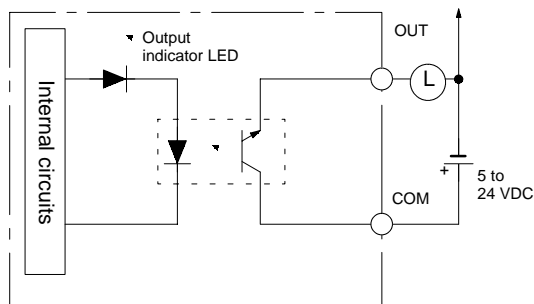 Output
indicator LED
OUT
L
Internal circuits
COM
+
5 to
24 VDC